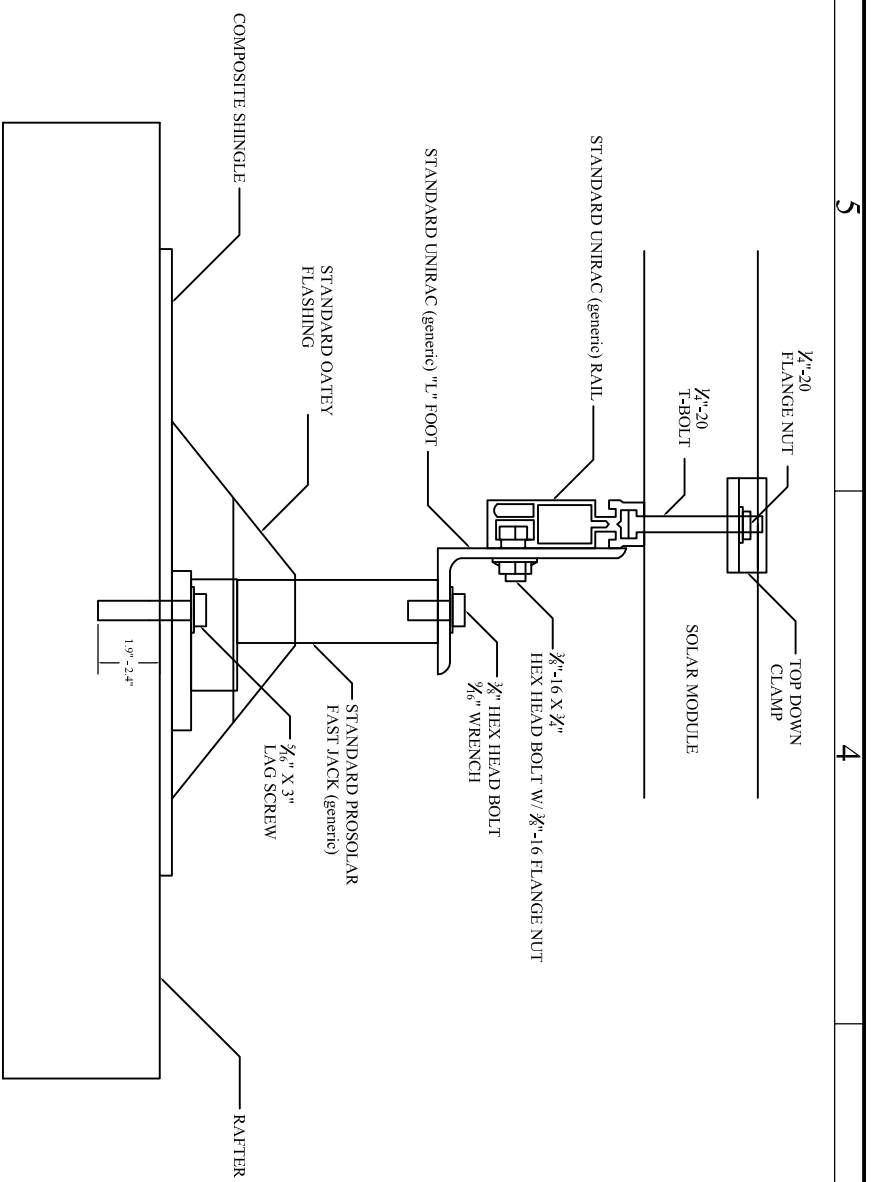 5
4
¼"-20
FLANGE NUT
TOP DOWN
CLAMP
¼"-20
T-BOLT
SOLAR MODULE
STANDARD UNIRAC (generic) RAIL
⅜"-16 X ¾"
HEX HEAD BOLT W/ ⅜"-16 FLANGE NUT
STANDARD UNIRAC (generic) "L" FOOT
⅜" HEX HEAD BOLT
9/16" WRENCH
STANDARD OATEY
FLASHING
STANDARD PROSOLAR
FAST JACK (generic)
5/16" X 3"
LAG SCREW
COMPOSITE SHINGLE
1.9" - 2.4"
RAFTER